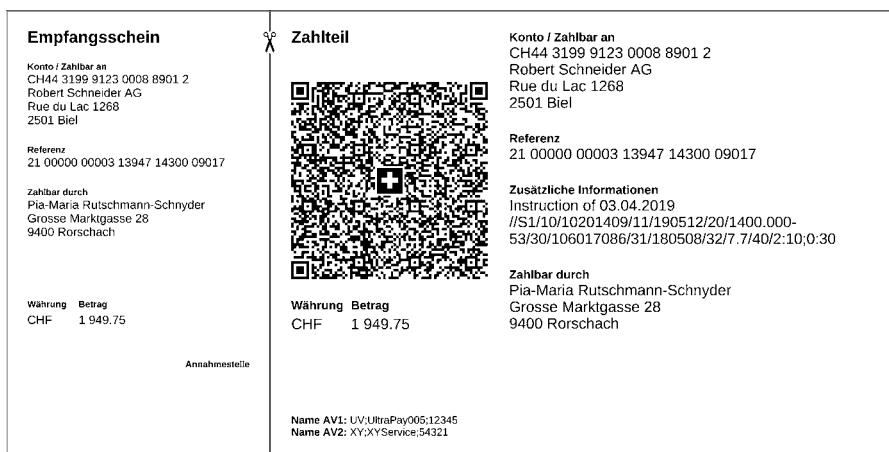 Empfangsschein
Konto / Zahlbar an
CH44 3199 9123 0008 8901 2
Robert Schneider AG
Rue du Lac 1268
2501 Biel
Referenz
21 00000 00003 13947 14300 09017
Zahlbar durch
Pia-Maria Rutschmann-Schnyder
Grosse Marktgasse 28
9400 Rorschach
Währung Betrag
CHF 1 949.75
Annahmestelle
Zahlteil
Währung Betrag
CHF 1 949.75
Name AV1: UV;UltraPay005;12345
Name AV2: XY;XYService;54321
Konto / Zahlbar an
CH44 3199 9123 0008 8901 2
Robert Schneider AG
Rue du Lac 1268
2501 Biel
Referenz
21 00000 00003 13947 14300 09017
Zusätzliche Informationen
Instruction of 03.04.2019
//S1/10/10201409/11/190512/20/1400.000-
53/30/106017086/31/180508/32/7.7/40/2:10;0:30
Zahlbar durch
Pia-Maria Rutschmann-Schnyder
Grosse Marktgasse 28
9400 Rorschach